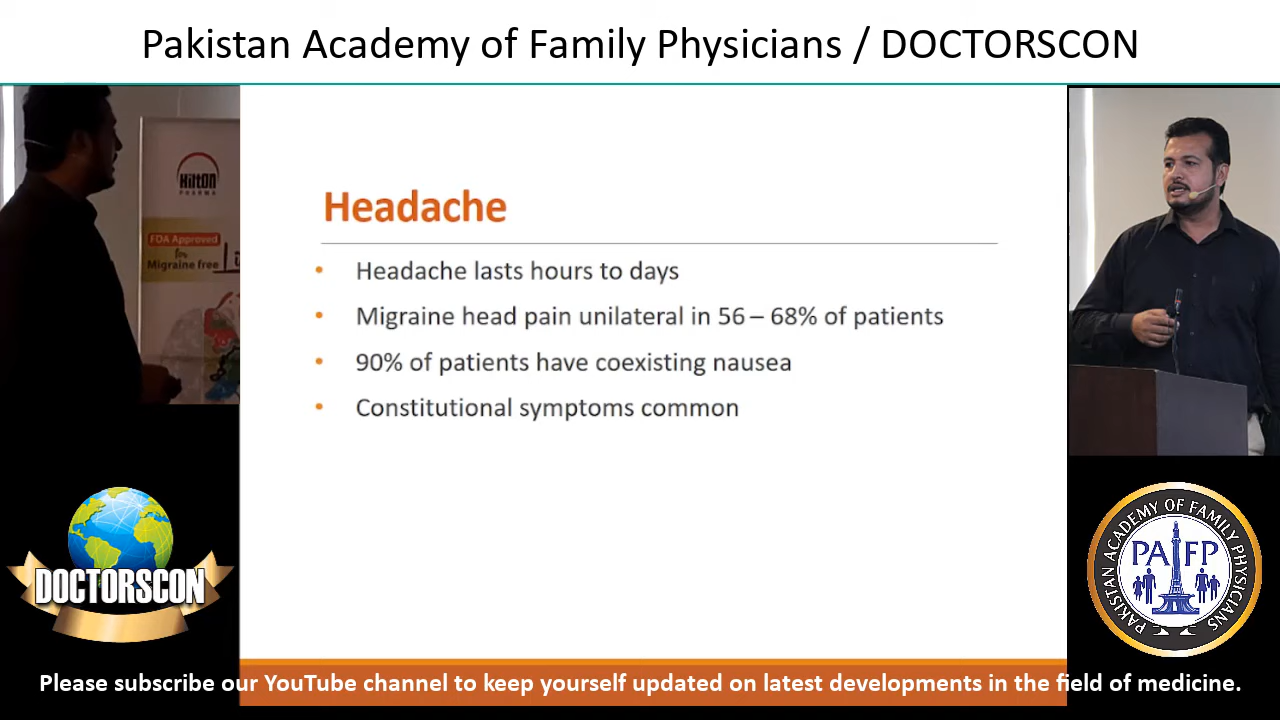 Pakistan Academy of Family Physicians / DOCTORSCON
Hilton
PHARMA
FDA Approved
for
Migraine free
Headache
• Headache lasts hours to days
• Migraine head pain unilateral in 56 – 68% of patients
• 90% of patients have coexisting nausea
• Constitutional symptoms common
DOCTORSCON
PAKISTAN ACADEMY OF FAMILY PHYSICIANS
PAFP
Please subscribe our YouTube channel to keep yourself updated on latest developments in the field of medicine.